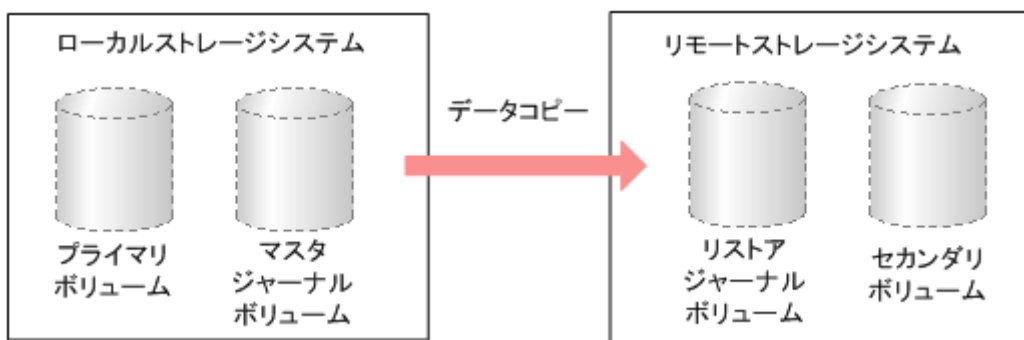 ローカルストレージシステム
プライマリ
ボリューム
マスタ
ジャーナル
ボリューム
データコピー
リモートストレージシステム
リストア
ジャーナル
ボリューム
セカンダリ
ボリューム